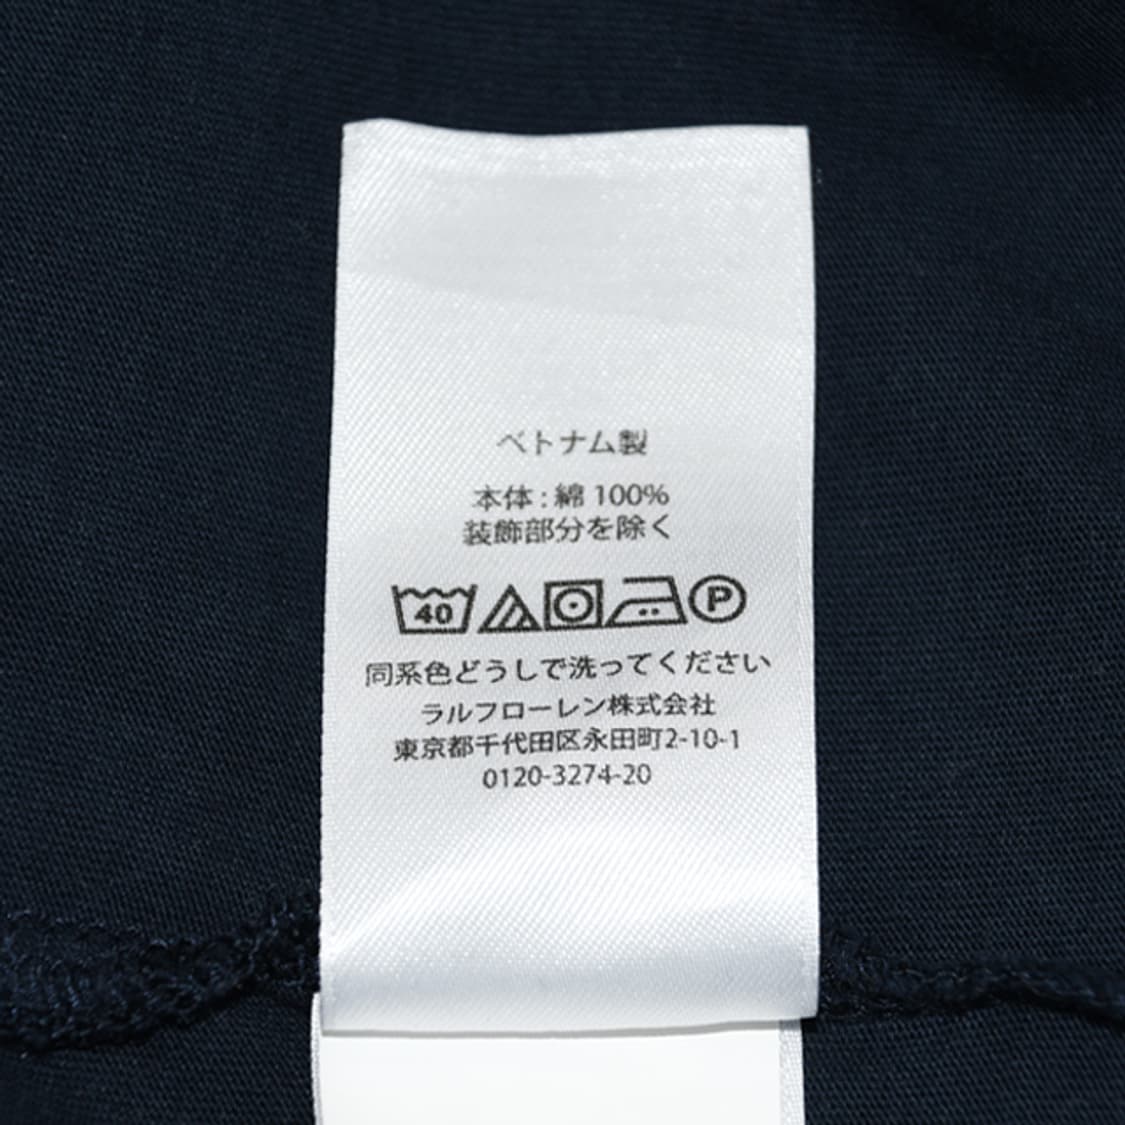 ベトナム製
本体:綿 100%
装飾部分を除く
40 P
同系色どうしで洗ってください
ラルフローレン株式会社
東京都千代田区永田町2-10-1
0120-3274-20